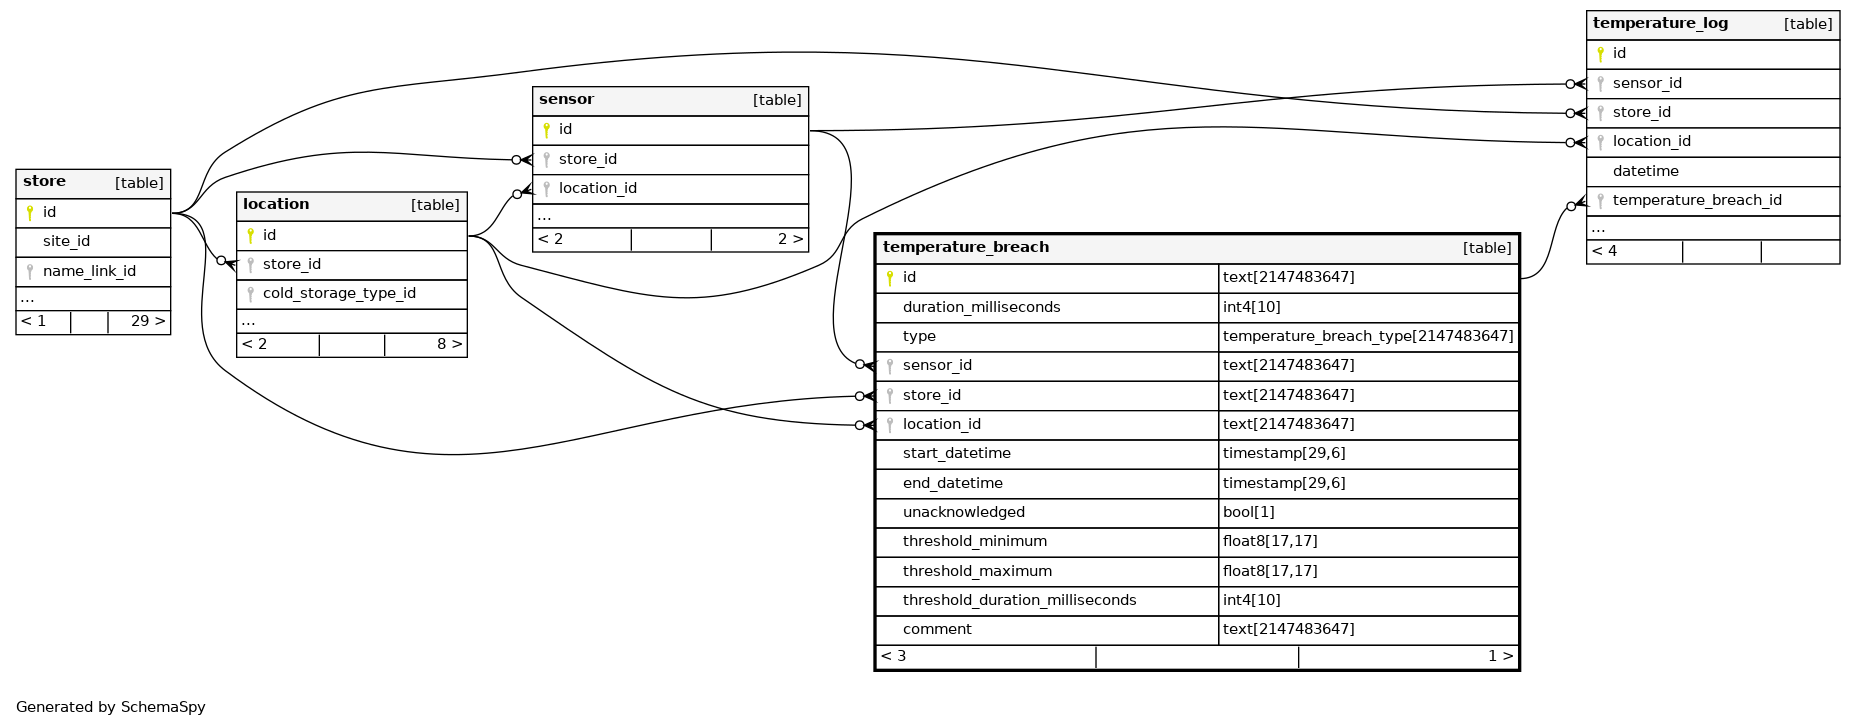 store [table]
id
site_id
name_link_id
...
< 1 29 >
location [table]
id
store_id
cold_storage_type_id
...
< 2 8 >
sensor [table]
id
store_id
location_id
...
< 2 2 >
temperature_breach [table]
id text[2147483647]
duration_milliseconds int4[10]
type temperature_breach_type[2147483647]
sensor_id text[2147483647]
store_id text[2147483647]
location_id text[2147483647]
start_datetime timestamp[29,6]
end_datetime timestamp[29,6]
unacknowledged bool[1]
threshold_minimum float8[17,17]
threshold_maximum float8[17,17]
threshold_duration_milliseconds int4[10]
comment text[2147483647]
< 3 1 >
temperature_log [table]
id
sensor_id
store_id
location_id
datetime
temperature_breach_id
...
< 4
Generated by SchemaSpy